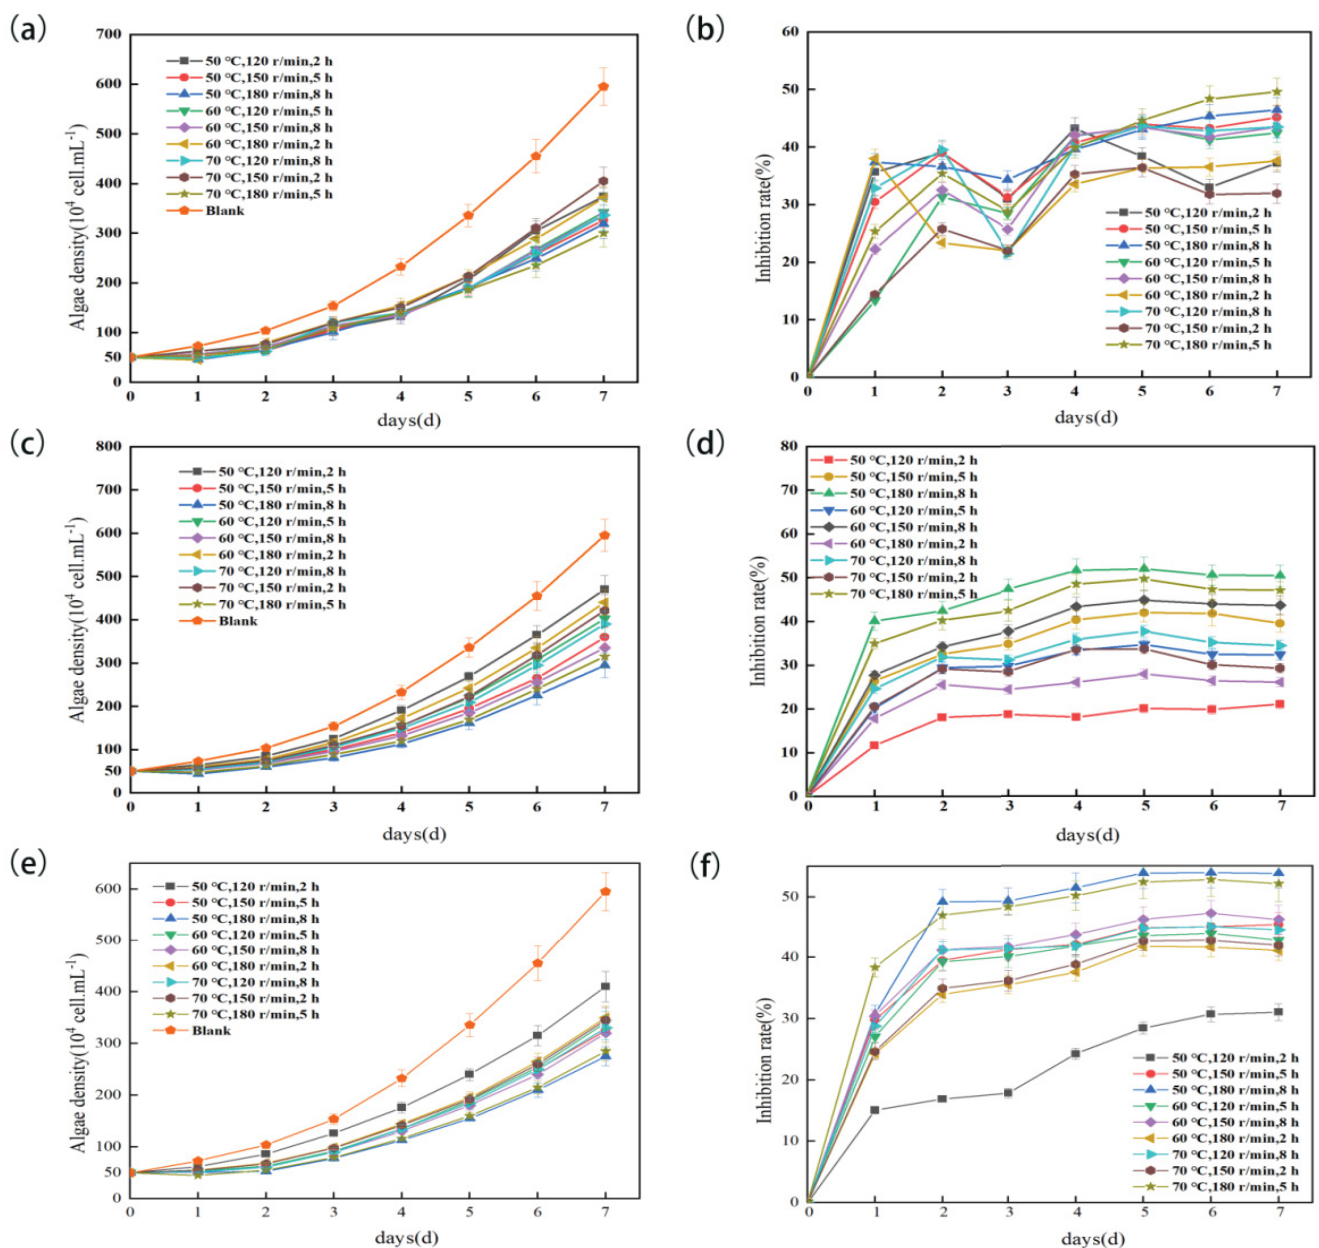 (a)
700
600
500
400
300
200
100
50
0
Algae density(10⁴ cell.mL⁻¹)
50 °C,120 r/min,2 h
50 °C,150 r/min,5 h
50 °C,180 r/min,8 h
60 °C,120 r/min,5 h
60 °C,150 r/min,8 h
60 °C,180 r/min,2 h
70 °C,120 r/min,8 h
70 °C,150 r/min,2 h
70 °C,180 r/min,5 h
Blank
0 1 2 3 4 5 6 7
days(d)
(b)
60
50
40
30
20
10
0
Inhibition rate(%)
50 °C,120 r/min,2 h
50 °C,150 r/min,5 h
50 °C,180 r/min,8 h
60 °C,120 r/min,5 h
60 °C,150 r/min,8 h
60 °C,180 r/min,2 h
70 °C,120 r/min,8 h
70 °C,150 r/min,2 h
70 °C,180 r/min,5 h
0 1 2 3 4 5 6 7
days(d)
(c)
800
700
600
500
400
300
200
100
50
0
Algae density(10⁴ cell.mL⁻¹)
50 °C,120 r/min,2 h
50 °C,150 r/min,5 h
50 °C,180 r/min,8 h
60 °C,120 r/min,5 h
60 °C,150 r/min,8 h
60 °C,180 r/min,2 h
70 °C,120 r/min,8 h
70 °C,150 r/min,2 h
70 °C,180 r/min,5 h
Blank
0 1 2 3 4 5 6 7
days(d)
(d)
80
70
60
50
40
30
20
10
0
Inhibition rate(%)
50 °C,120 r/min,2 h
50 °C,150 r/min,5 h
50 °C,180 r/min,8 h
60 °C,120 r/min,5 h
60 °C,150 r/min,8 h
60 °C,180 r/min,2 h
70 °C,120 r/min,8 h
70 °C,150 r/min,2 h
70 °C,180 r/min,5 h
0 1 2 3 4 5 6 7
days(d)
(e)
600
500
400
300
200
100
50
0
Algae density(10⁴ cell.mL⁻¹)
50 °C,120 r/min,2 h
50 °C,150 r/min,5 h
50 °C,180 r/min,8 h
60 °C,120 r/min,5 h
60 °C,150 r/min,8 h
60 °C,180 r/min,2 h
70 °C,120 r/min,8 h
70 °C,150 r/min,2 h
70 °C,180 r/min,5 h
Blank
0 1 2 3 4 5 6 7
days(d)
(f)
50
40
30
20
10
0
Inhibition rate(%)
50 °C,120 r/min,2 h
50 °C,150 r/min,5 h
50 °C,180 r/min,8 h
60 °C,120 r/min,5 h
60 °C,150 r/min,8 h
60 °C,180 r/min,2 h
70 °C,120 r/min,8 h
70 °C,150 r/min,2 h
70 °C,180 r/min,5 h
0 1 2 3 4 5 6 7
days(d)